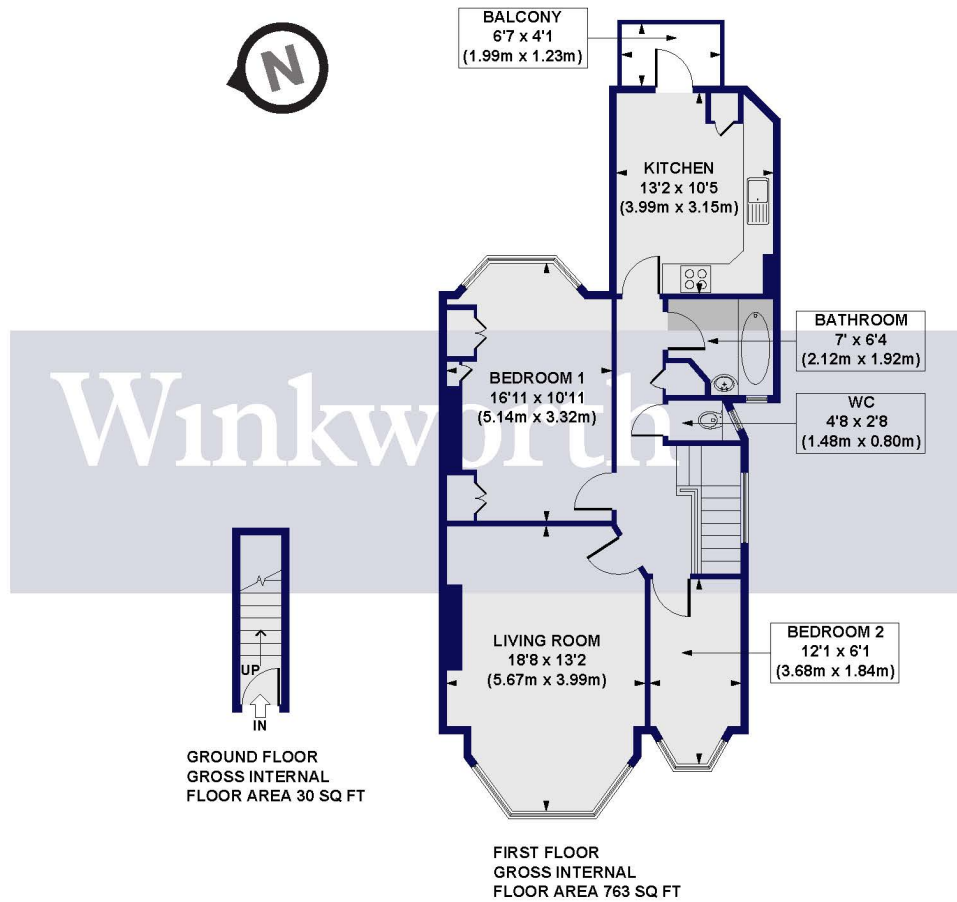 BALCONY
6'7 x 4'1
(1.99m x 1.23m)
N
KITCHEN
13'2 x 10'5
(3.99m x 3.15m)
BATHROOM
7' x 6'4
(2.12m x 1.92m)
WC
4'8 x 2'8
(1.48m x 0.80m)
BEDROOM 1
16'11 x 10'11
(5.14m x 3.32m)
Winkworth
LIVING ROOM
18'8 x 13'2
(5.67m x 3.99m)
BEDROOM 2
12'1 x 6'1
(3.68m x 1.84m)
UP
IN
GROUND FLOOR
GROSS INTERNAL
FLOOR AREA 30 SQ FT
FIRST FLOOR
GROSS INTERNAL
FLOOR AREA 763 SQ FT